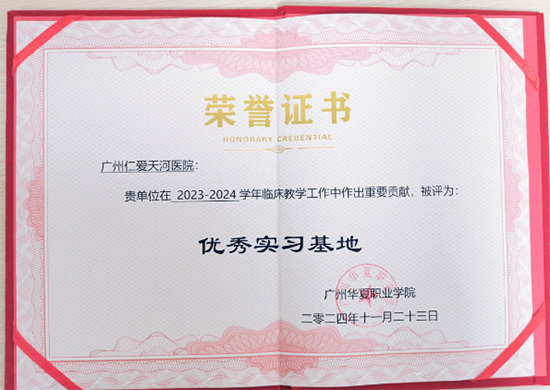 荣誉证书
HONORARY CREDENTIAL
广州仁爱天河医院：
贵单位在 2023-2024 学年临床教学工作中作出重要贡献，被评为：
优秀实习基地
广州华夏职业学院
二零二四年十一月二十三日